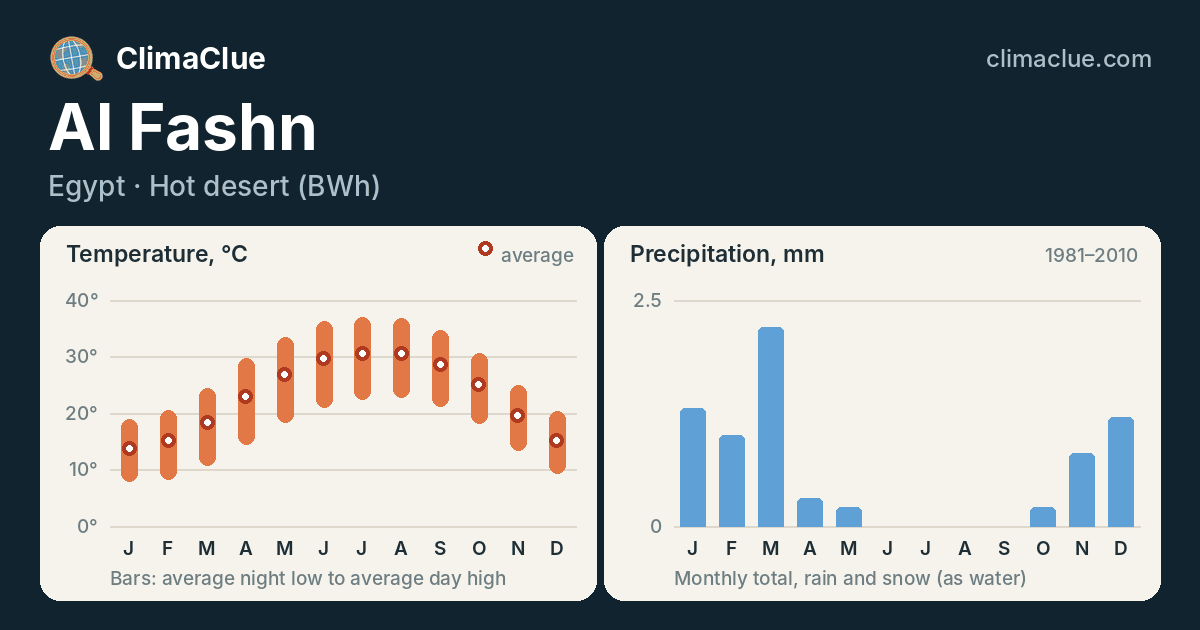 ClimaClue
climaclue.com
Al Fashn
Egypt · Hot desert (BWh)
Temperature, °C
average
40°
30°
20°
10°
0°
J F M A M J J A S O N D
Bars: average night low to average day high
Precipitation, mm
1981–2010
2.5
0
J F M A M J J A S O N D
Monthly total, rain and snow (as water)